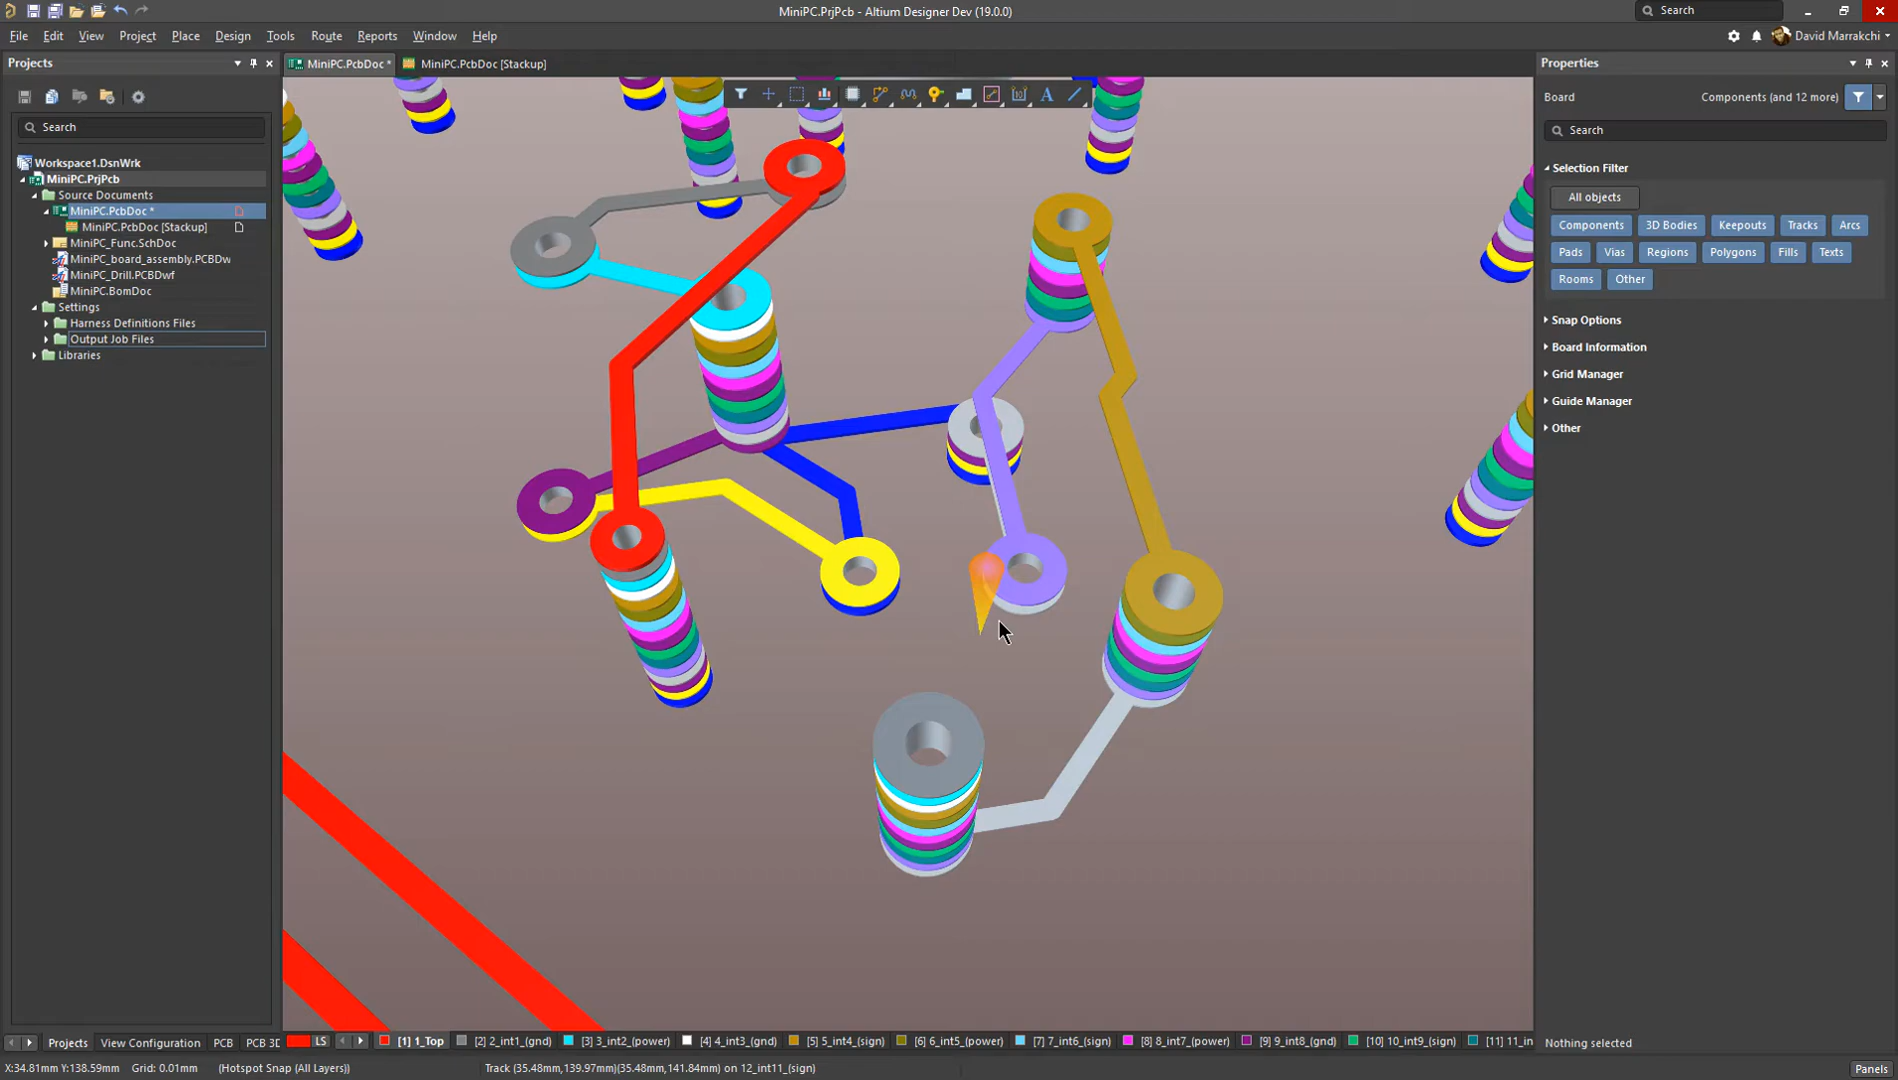 MiniPC.PrjPcb - Altium Designer Dev (19.0.0)
Search
File Edit View Project Place Design Tools Route Reports Window Help
David Marrakchi
Projects
MiniPC.PcbDoc *
MiniPC.PcbDoc [Stackup]
Properties
Board
Components (and 12 more)
Search
Search
Workspace1.DsnWrk
MiniPC.PrjPcb
Source Documents
MiniPC.PcbDoc *
MiniPC.PcbDoc [Stackup]
MiniPC_Func.SchDoc
MiniPC_board_assembly.PCBDw
MiniPC_Drill.PCBDwf
MiniPC.BomDoc
Settings
Harness Definitions Files
Output Job Files
Libraries
Selection Filter
All objects
Components 3D Bodies Keepouts Tracks Arcs
Pads Vias Regions Polygons Fills Texts
Rooms Other
Snap Options
Board Information
Grid Manager
Guide Manager
Other
Nothing selected
Projects View Configuration PCB PCB 3D
LS [1] 1_Top [2] 2_int1_(gnd) [3] 3_int2_(power) [4] 4_int3_(gnd) [5] 5_int4_(sign) [6] 6_int5_(power) [7] 7_int6_(sign) [8] 8_int7_(power) [9] 9_int8_(gnd) [10] 10_int9_(sign) [11] 11_in
X:34.81mm Y:138.59mm Grid: 0.01mm (Hotspot Snap (All Layers)) Track (35.48mm,139.97mm)(35.48mm,141.84mm) on 12_int11_(sign)
Panels